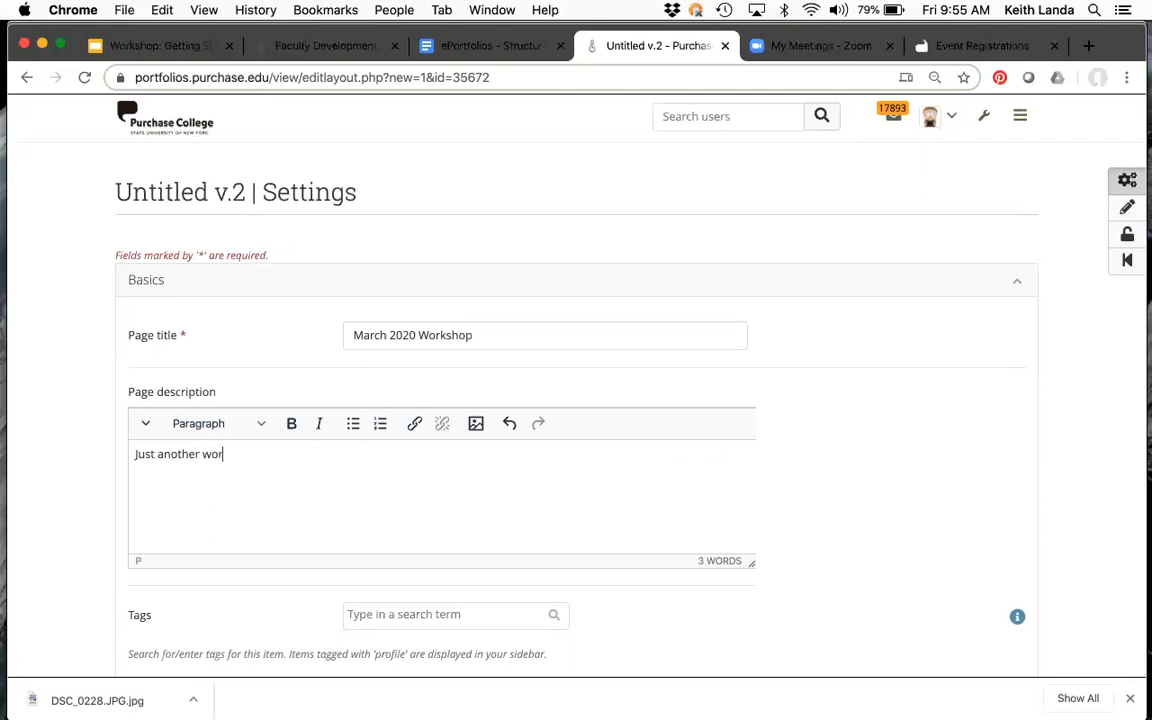 Chrome File Edit View History Bookmarks People Tab Window Help 79% Fri 9:55 AM Keith Landa
Workshop: Getting St Faculty Development ePortfolios - Structure Untitled v.2 - Purchas My Meetings - Zoom Event Registrations
portfolios.purchase.edu/view/editlayout.php?new=1&id=35672
Purchase College
STATE UNIVERSITY OF NEW YORK
Search users
17893
Untitled v.2 | Settings
Fields marked by '*' are required.
Basics
Page title *
March 2020 Workshop
Page description
Paragraph B I
Just another wor
P
3 WORDS
Tags
Type in a search term
Search for/enter tags for this item. Items tagged with 'profile' are displayed in your sidebar.
DSC_0228.JPG.jpg
Show All